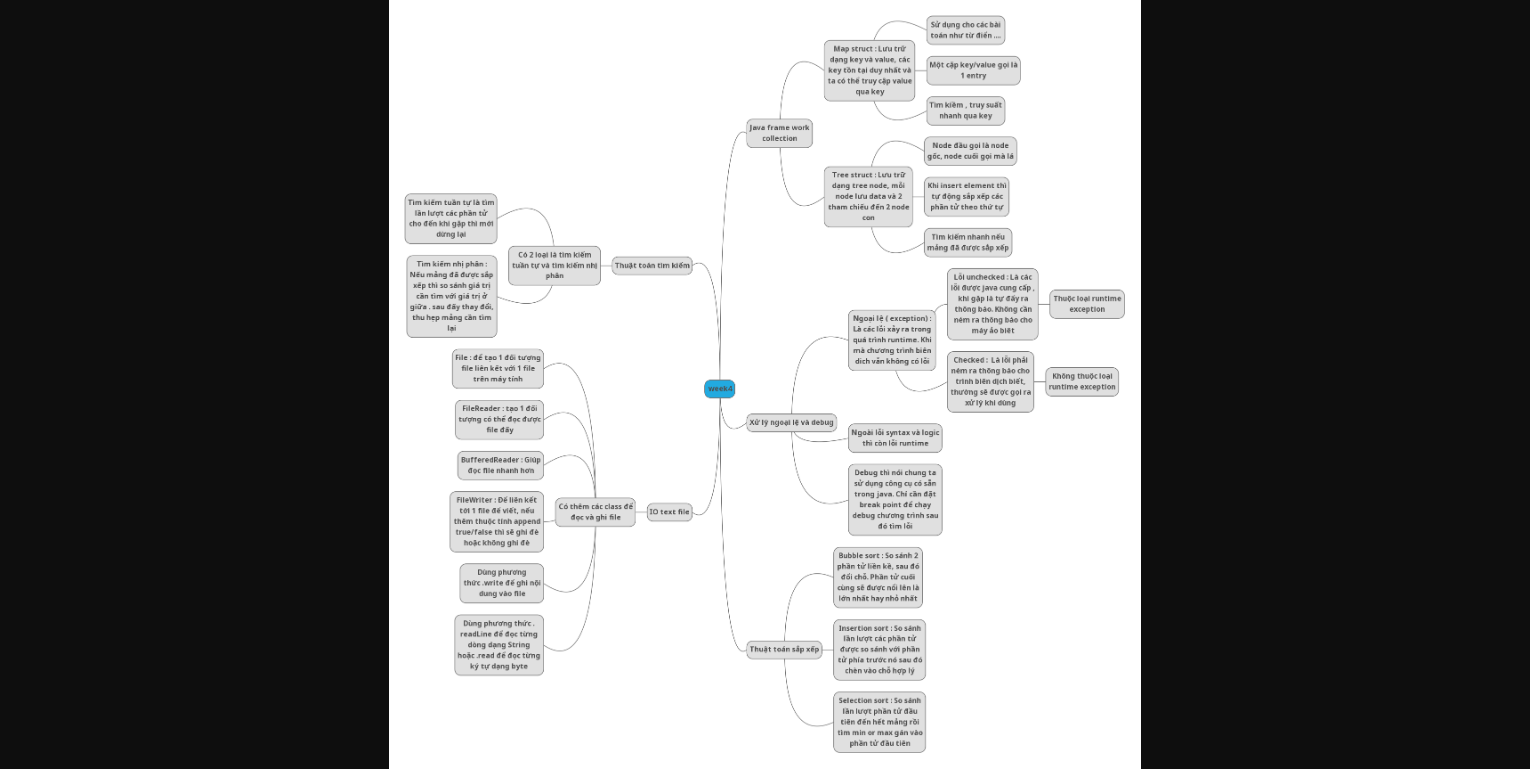 Sử dụng cho các bài
toán như từ điển ....
Map struct : Lưu trữ
dạng key và value, các
key tồn tại duy nhất và
ta có thể truy cập value
qua key
Một cặp key/value gọi là
1 entry
Tìm kiềm , truy suất
nhanh qua key
Java frame work
collection
Node đầu gọi là node
gốc, node cuối gọi mà lá
Tree struct : Lưu trữ
dạng tree node, mỗi
node lưu data và 2
tham chiếu đến 2 node
con
Khi insert element thì
tự động sắp xếp các
phần tử theo thứ tự
Tìm kiếm nhanh nếu
mảng đã được sắp xếp
Tìm kiếm tuần tự là tìm
lần lượt các phần tử
cho đến khi gặp thì mới
dừng lại
Có 2 loại là tìm kiếm
tuần tự và tìm kiếm nhị
phân
Thuật toán tìm kiếm
Tìm kiếm nhị phân :
Nếu mảng đã được sắp
xếp thì so sánh giá trị
cần tìm với giá trị ở
giữa . sau đấy thay đổi,
thu hẹp mảng cần tìm
lại
Lỗi unchecked : Là các
lỗi được java cung cấp ,
khi gặp là tự đẩy ra
thông báo. Không cần
ném ra thông báo cho
máy ảo biết
Thuộc loại runtime
exception
Ngoại lệ ( exception) :
Là các lỗi xảy ra trong
quá trình runtime. Khi
mà chương trình biên
dich vẫn không có lỗi
Checked :  Là lỗi phải
ném ra thông báo cho
trình biên dịch biết,
thường sẽ được gọi ra
xử lý khi dùng
Không thuộc loại
runtime exception
week4
Xử lý ngoại lệ và debug
Ngoài lỗi syntax và logic
thì còn lỗi runtime
Debug thì nói chung ta
sử dụng công cụ có sẵn
trong java. Chỉ cần đặt
break point để chạy
debug chương trình sau
đó tìm lỗi
File : để tạo 1 đối tượng
file liên kết với 1 file
trên máy tính
FileReader : tạo 1 đối
tượng có thể đọc được
file đấy
BufferedReader : Giúp
đọc file nhanh hơn
FileWriter : Để liên kết
tới 1 file để viết, nếu
thêm thuộc tính append
true/false thì sẽ ghi đè
hoặc không ghi đè
Có thêm các class để
đọc và ghi file
IO text file
Dùng phương
thức .write để ghi nội
dung vào file
Dùng phương thức .
readLine để đọc từng
dòng dạng String
hoặc .read để đọc từng
ký tự dạng byte
Bubble sort : So sánh 2
phần tử liền kề, sau đó
đổi chỗ. Phần tử cuối
cùng sẽ được nổi lên là
lớn nhất hay nhỏ nhất
Thuật toán sắp xếp
Insertion sort : So sánh
lần lượt các phần tử
được so sánh với phần
tử phía trước nó sau đó
chèn vào chỗ hợp lý
Selection sort : So sánh
lần lượt phần tử đầu
tiên đến hết mảng rồi
tìm min or max gán vào
phần tử đầu tiên